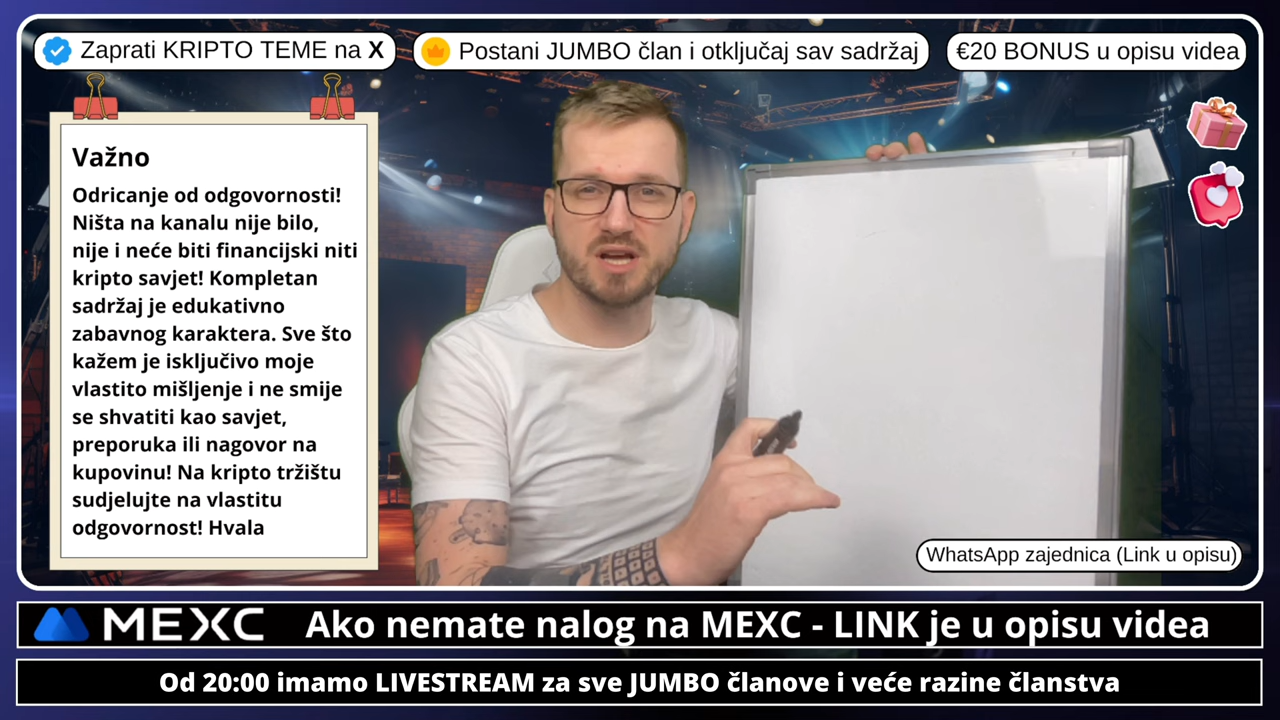 Zaprati KRIPTO TEME na X
Postani JUMBO član i otključaj sav sadržaj
€20 BONUS u opisu videa
Važno
Odricanje od odgovornosti!
Ništa na kanalu nije bilo,
nije i neće biti financijski niti
kripto savjet! Kompletan
sadržaj je edukativno
zabavnog karaktera. Sve što
kažem je isključivo moje
vlastito mišljenje i ne smije
se shvatiti kao savjet,
preporuka ili nagovor na
kupovinu! Na kripto tržištu
sudjelujte na vlastitu
odgovornost! Hvala
WhatsApp zajednica (Link u opisu)
MEXC
Ako nemate nalog na MEXC - LINK je u opisu videa
Od 20:00 imamo LIVESTREAM za sve JUMBO članove i veće razine članstva